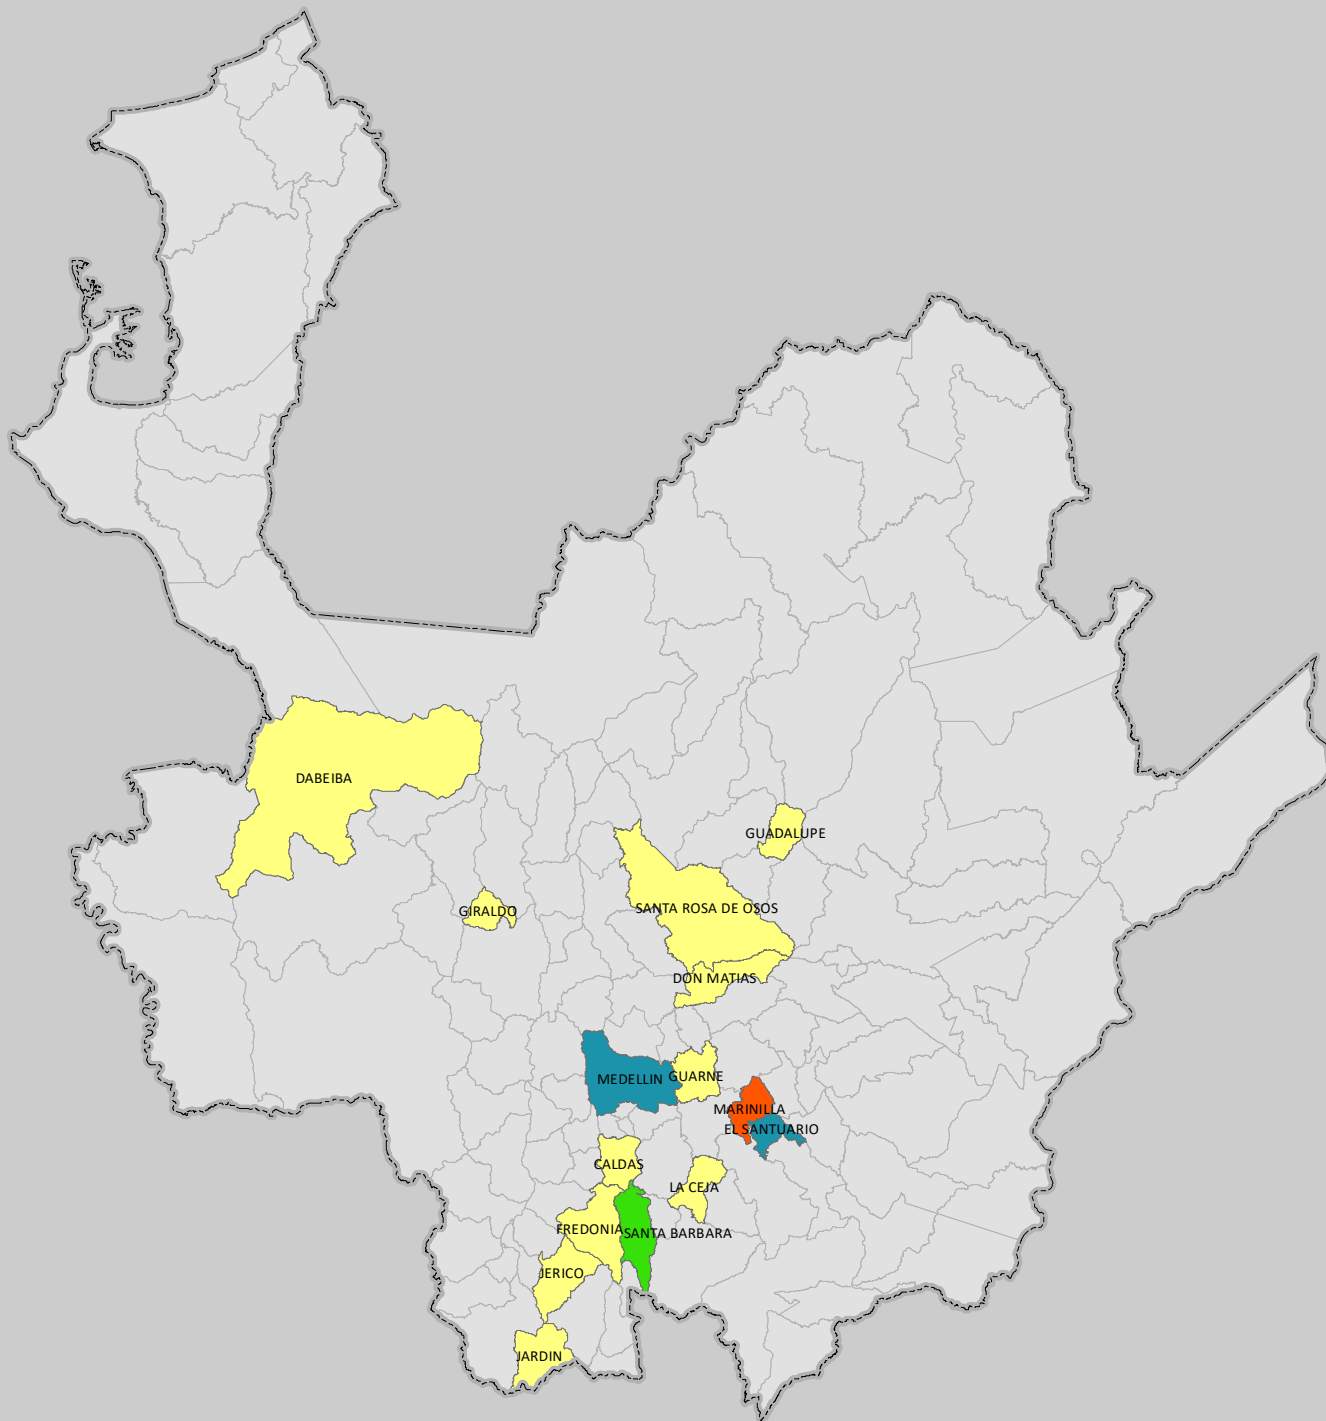 DABEIBA
GUADALUPE
SANTA ROSA DE OSOS
GIRALDO
DON MATIAS
MEDELLIN
GUARNE
MARINILLA
EL SANTUARIO
CALDAS
LA CEJA
FREDONIA
SANTA BARBARA
JERICO
JARDIN